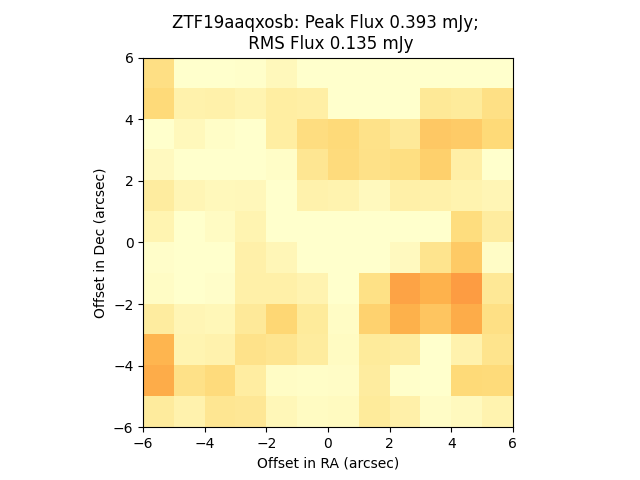 ZTF19aaqxosb: Peak Flux 0.393 mJy;
RMS Flux 0.135 mJy
6
4
2
0
−2
−4
−6
Offset in Dec (arcsec)
−6 −4 −2 0 2 4 6
Offset in RA (arcsec)